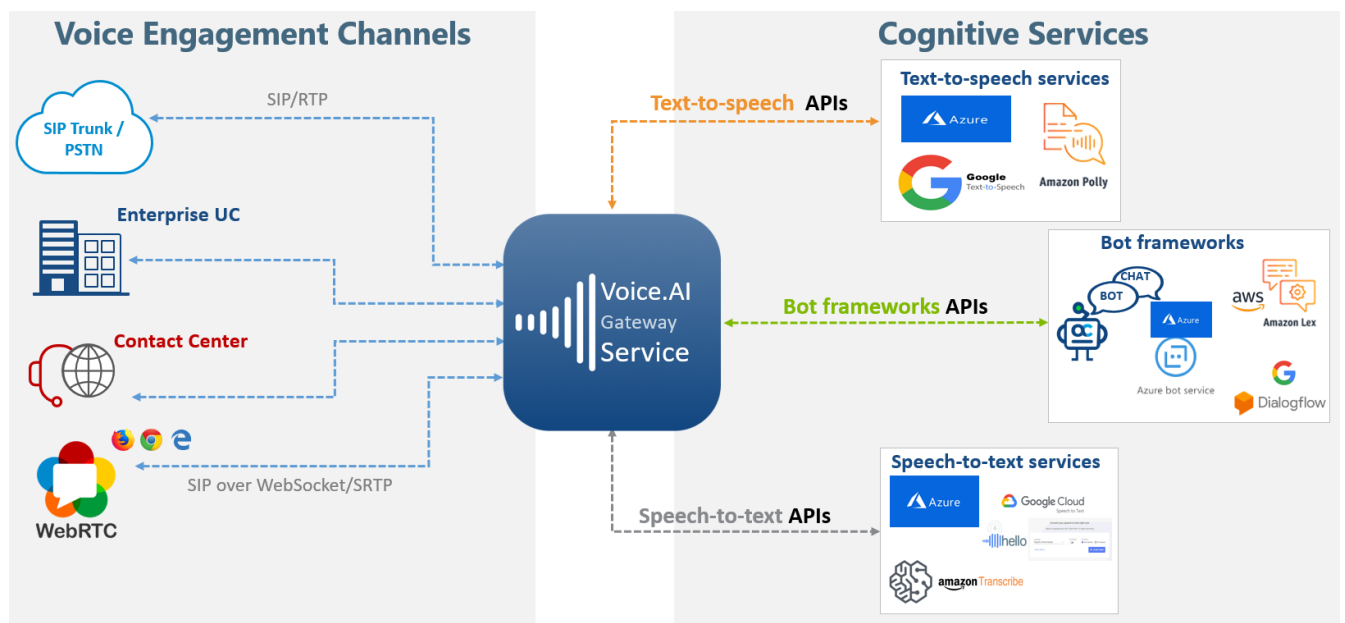 Voice Engagement Channels
Cognitive Services
SIP Trunk /
PSTN
SIP/RTP
Enterprise UC
Contact Center
WebRTC
SIP over WebSocket/SRTP
Voice.AI
Gateway
Service
Text-to-speech APIs
Bot frameworks APIs
Speech-to-text APIs
Text-to-speech services
Azure
Google
Text-to-Speech
Amazon Polly
Bot frameworks
CHAT
BOT
Azure
Azure bot service
aws
Amazon Lex
Dialogflow
Speech-to-text services
Azure
Google Cloud
Speech to Text
hello
amazon Transcribe